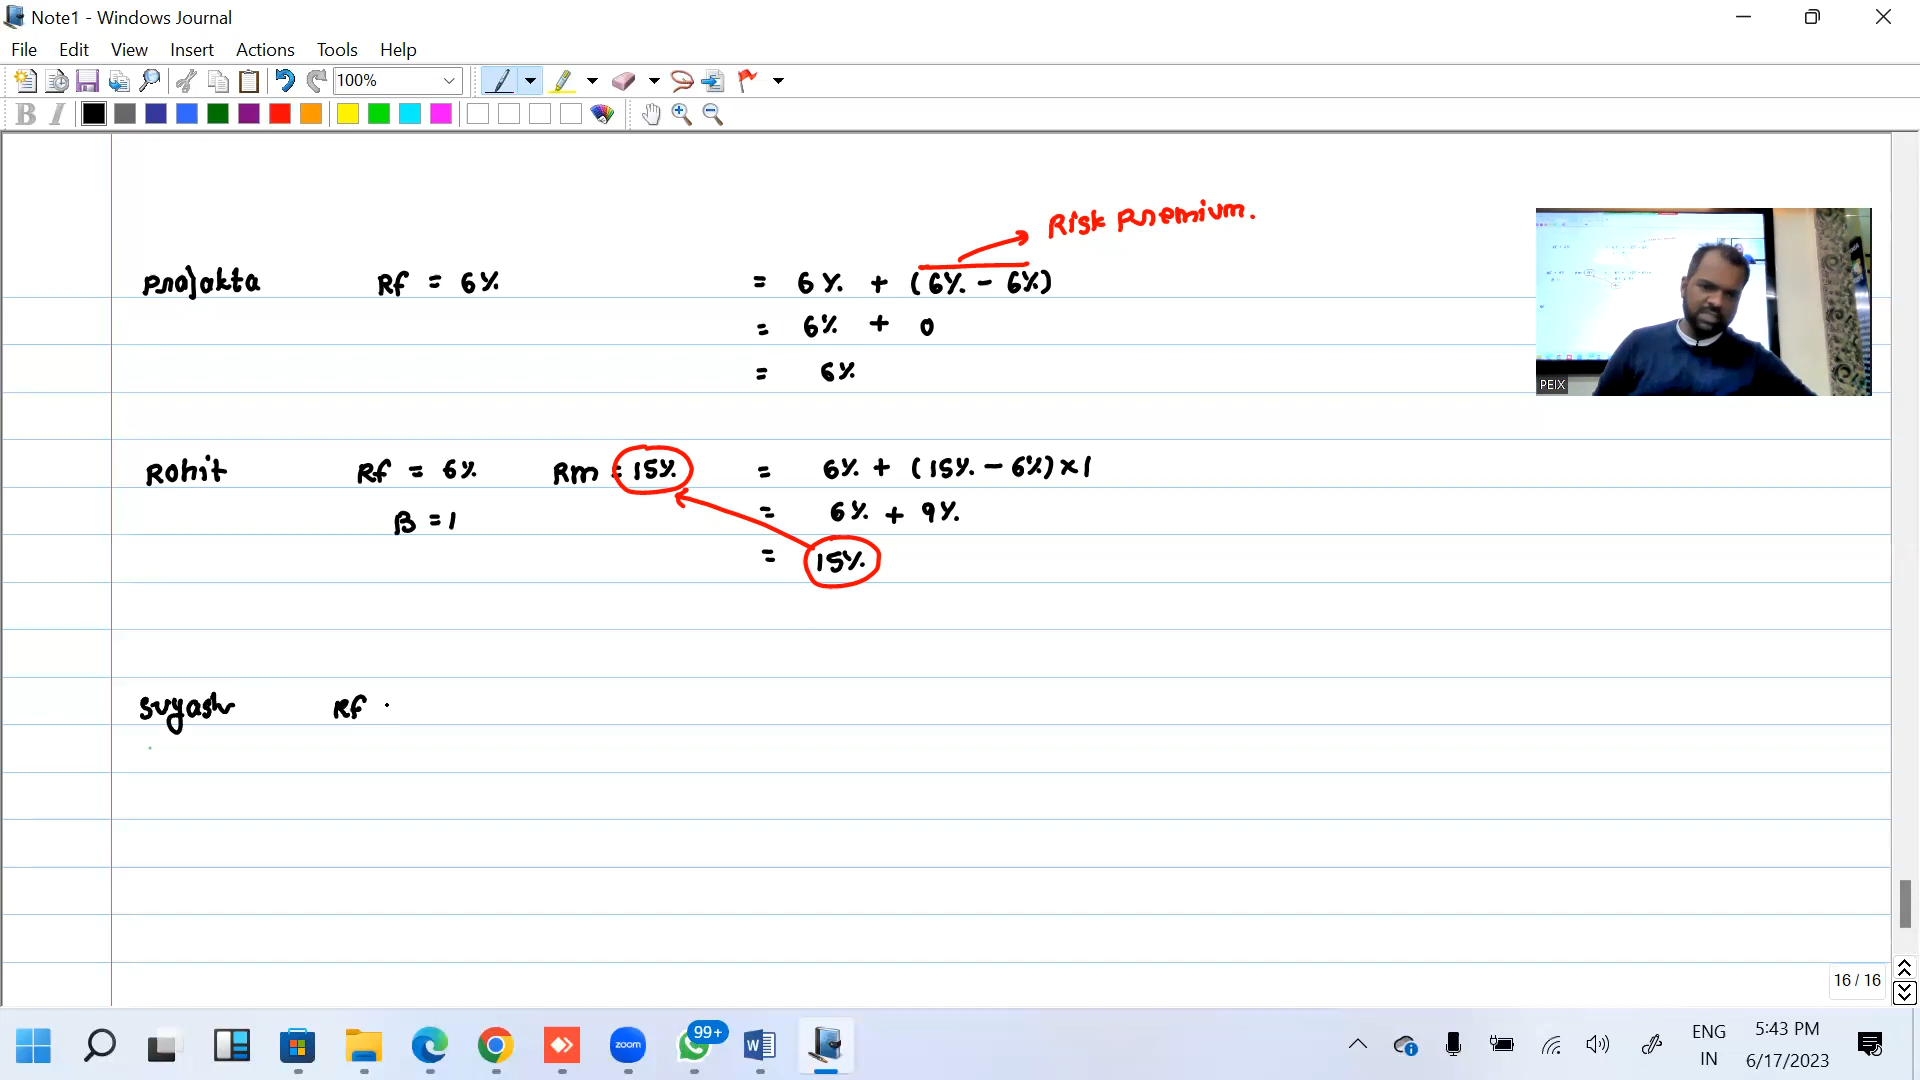 Note1 - Windows Journal
File Edit View Insert Actions Tools Help
100%
B I
Risk Premium.
Projakta Rf = 6% = 6% + (6% - 6%)
= 6% + 0
= 6%
PEIX
Rohit Rf = 6% Rm = 15% = 6% + (15% - 6%) x 1
β = 1 = 6% + 9%
= 15%
Suyash Rf
16 / 16
99+
zoom
ENG
IN
5:43 PM
6/17/2023